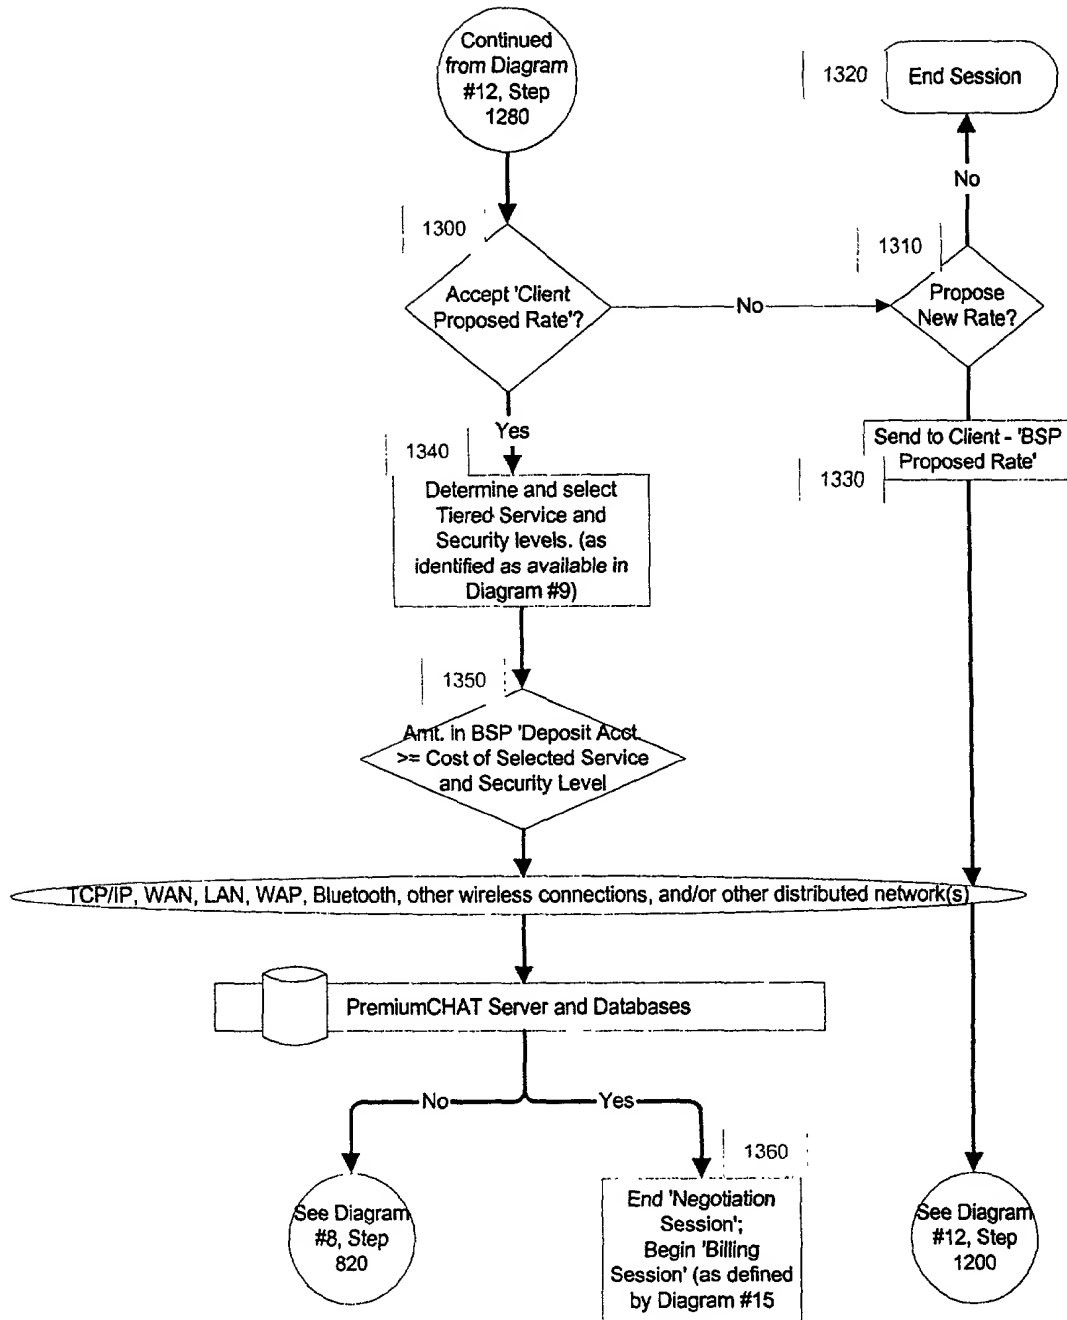 Continued
from Diagram
#12, Step
1280
1320
End Session
No
1300
1310
Accept 'Client
Proposed Rate'?
No
Propose
New Rate?
Yes
1340
Send to Client - 'BSP
Proposed Rate'
1330
Determine and select
Tiered Service and
Security levels. (as
identified as available in
Diagram #9)
1350
Amt. in BSP 'Deposit Acct.
>= Cost of Selected Service
and Security Level
TCP/IP, WAN, LAN, WAP, Bluetooth, other wireless connections, and/or other distributed network(s)
PremiumCHAT Server and Databases
No
Yes
1360
See Diagram
#8, Step
820
End 'Negotiation
Session';
Begin 'Billing
Session' (as defined
by Diagram #15
See Diagram
#12, Step
1200